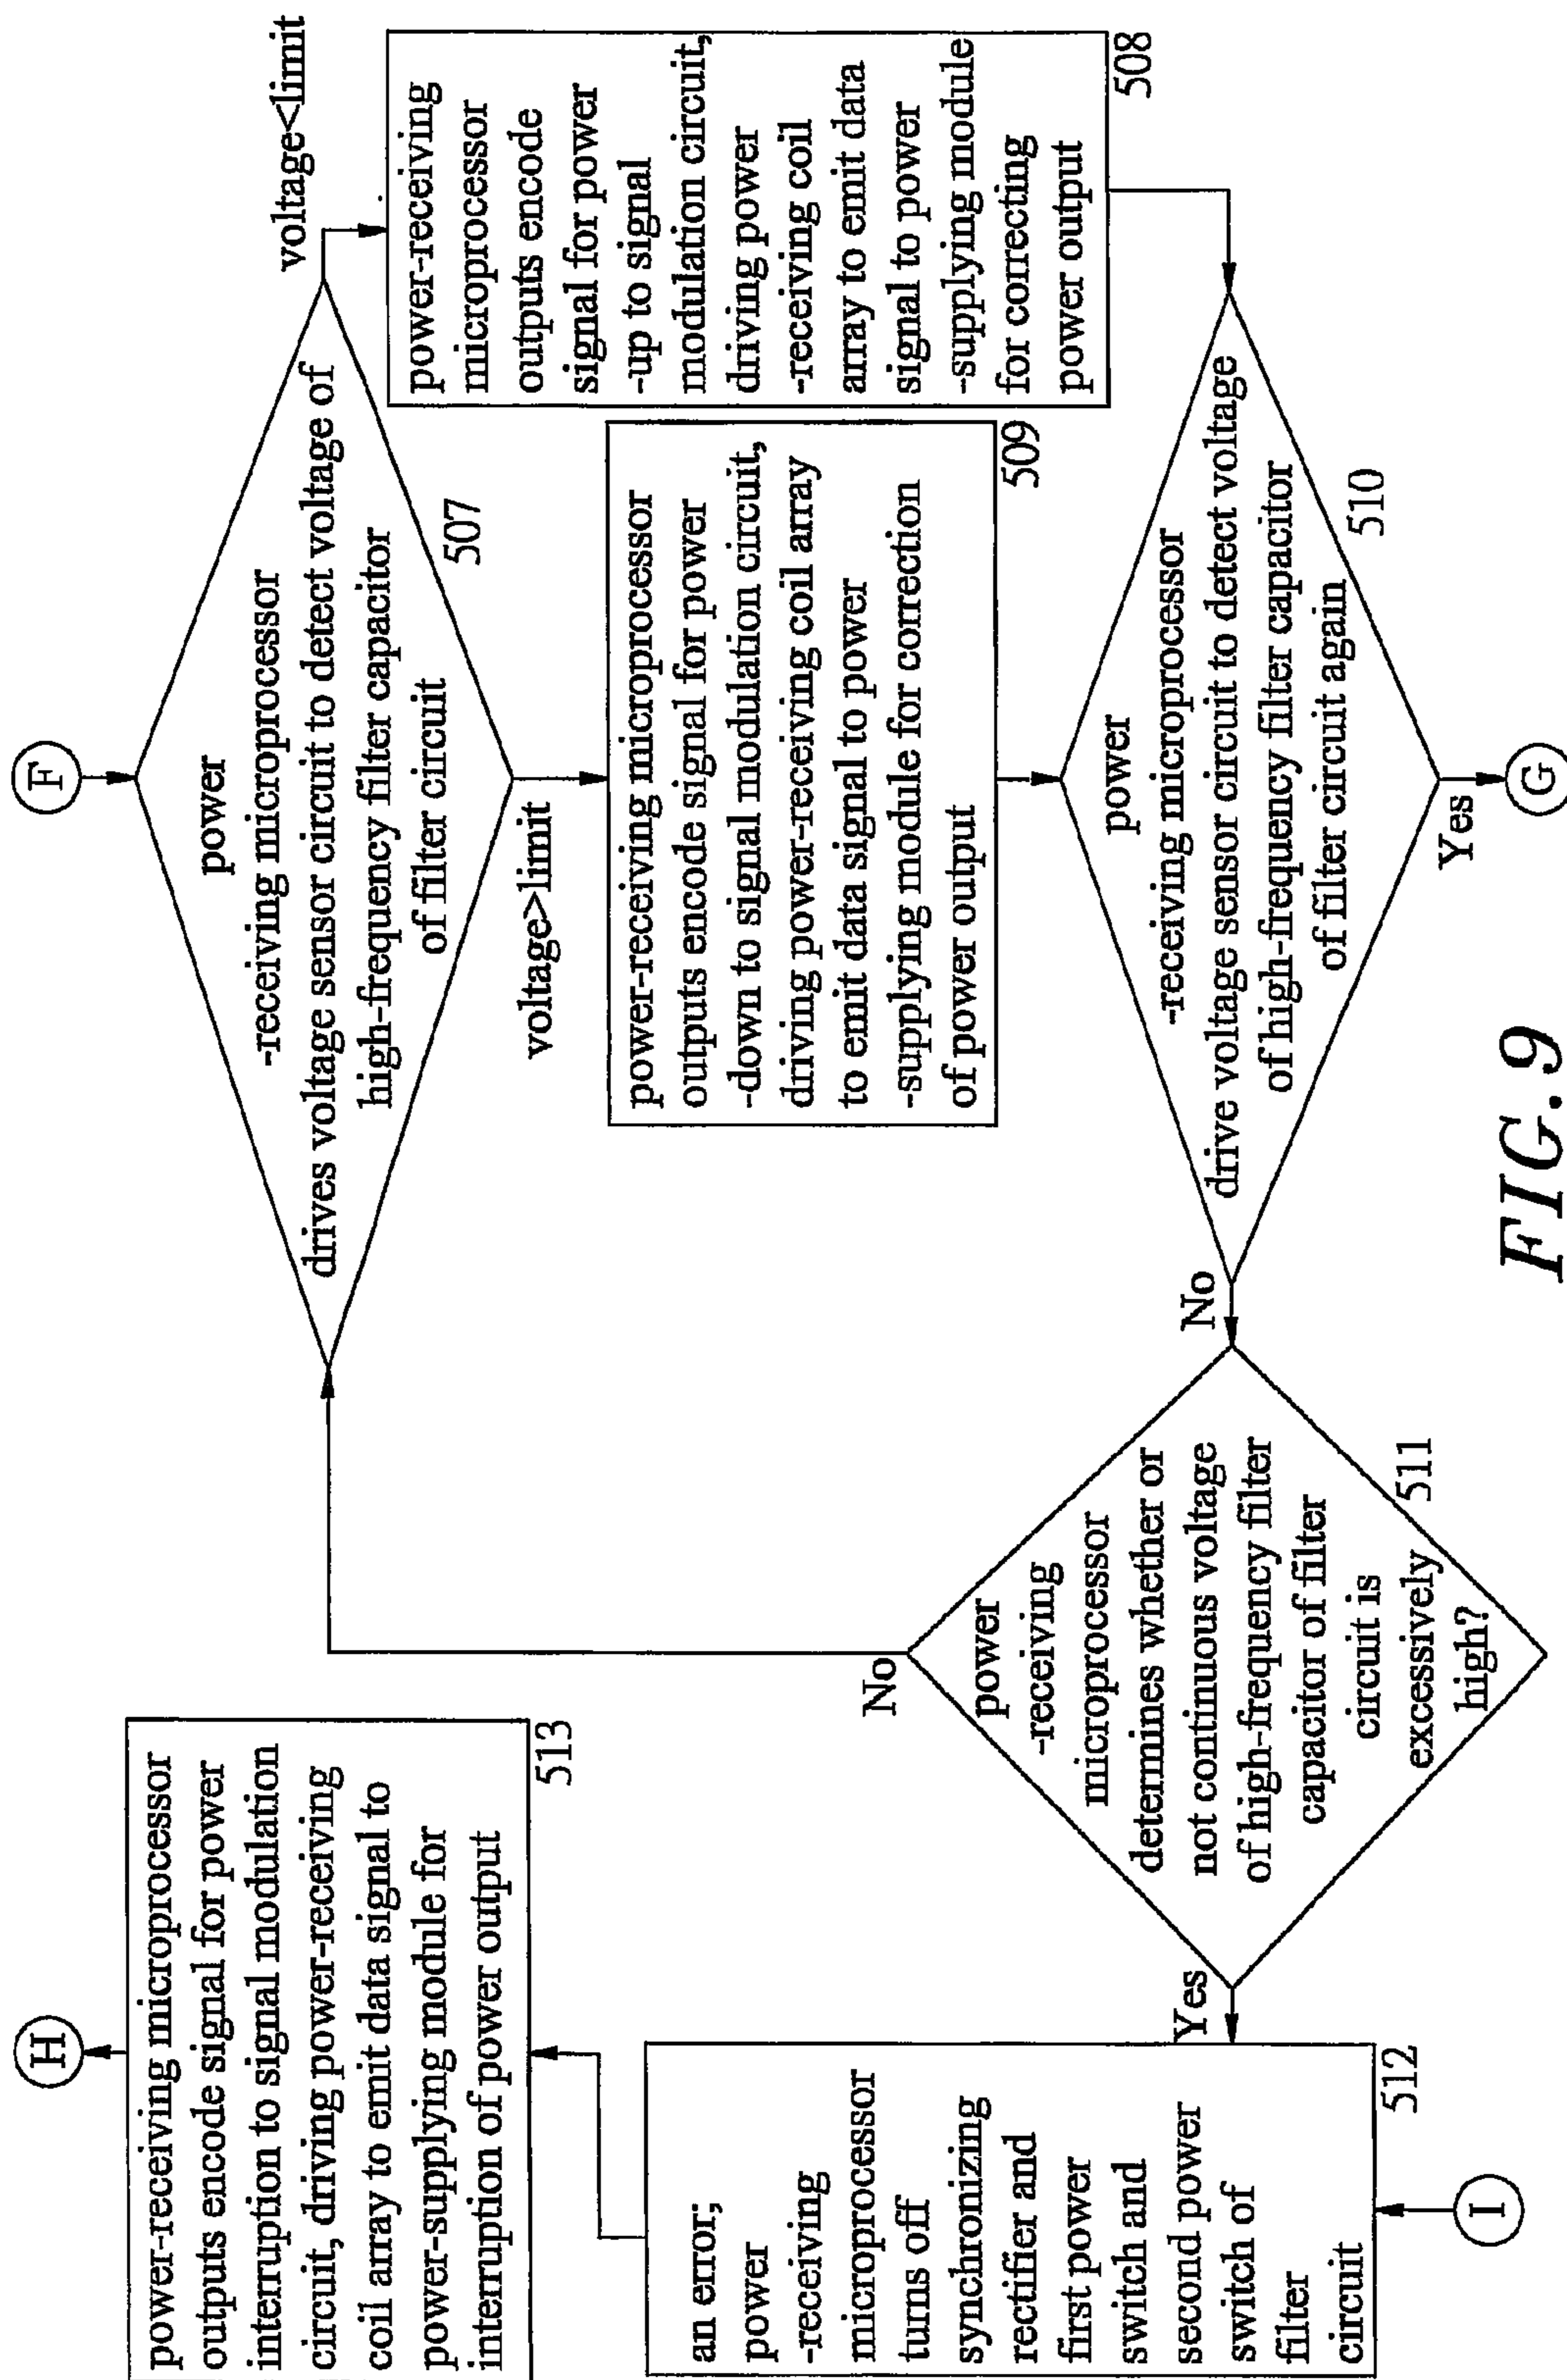 F
power
-receiving microprocessor
drives voltage sensor circuit to detect voltage of
high-frequency filter capacitor
of filter circuit
507
voltage<limit
voltage>limit
power-receiving
microprocessor
outputs encode
signal for power
-up to signal
modulation circuit,
driving power
-receiving coil
array to emit data
signal to power
-supplying module
for correcting
power output
508
power-receiving microprocessor
outputs encode signal for power
-down to signal modulation circuit,
driving power-receiving coil array
to emit data signal to power
-supplying module for correction
of power output
509
power
-receiving microprocessor
drive voltage sensor circuit to detect voltage
of high-frequency filter capacitor
of filter circuit again
510
Yes
G
No
power
-receiving
microprocessor
determines whether or
not continuous voltage
of high-frequency filter
capacitor of filter
circuit is
excessively
high?
511
No
Yes
an error;
power
-receiving
microprocessor
turns off
synchronizing
rectifier and
first power
switch and
second power
switch of
filter
circuit
512
I
power-receiving microprocessor
outputs encode signal for power
interruption to signal modulation
circuit, driving power-receiving
coil array to emit data signal to
power-supplying module for
interruption of power output
513
H
FIG. 9